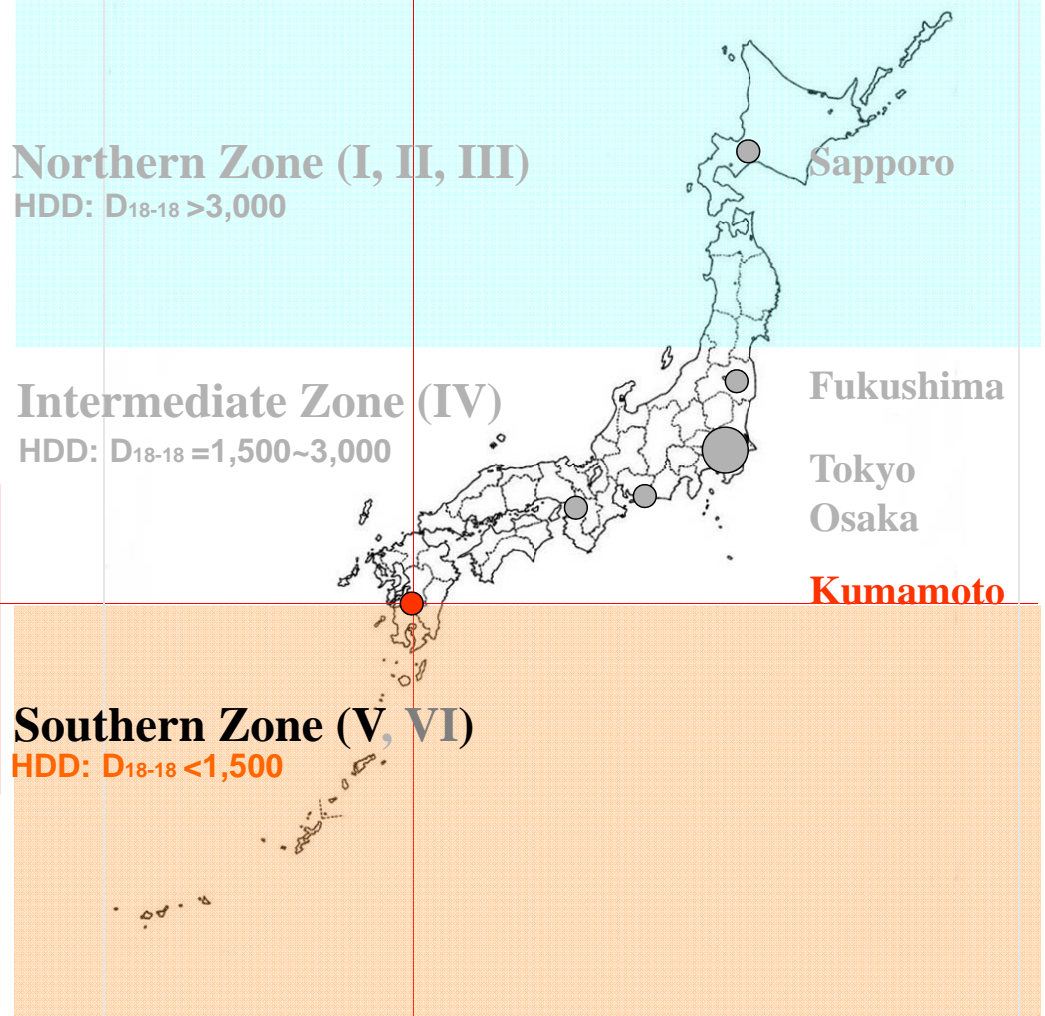 Northern Zone (I, II, III)
HDD: D18-18 >3,000
Sapporo
Intermediate Zone (IV)
HDD: D18-18 =1,500~3,000
Fukushima
Tokyo
Osaka
Kumamoto
Southern Zone (V, VI)
HDD: D18-18 <1,500